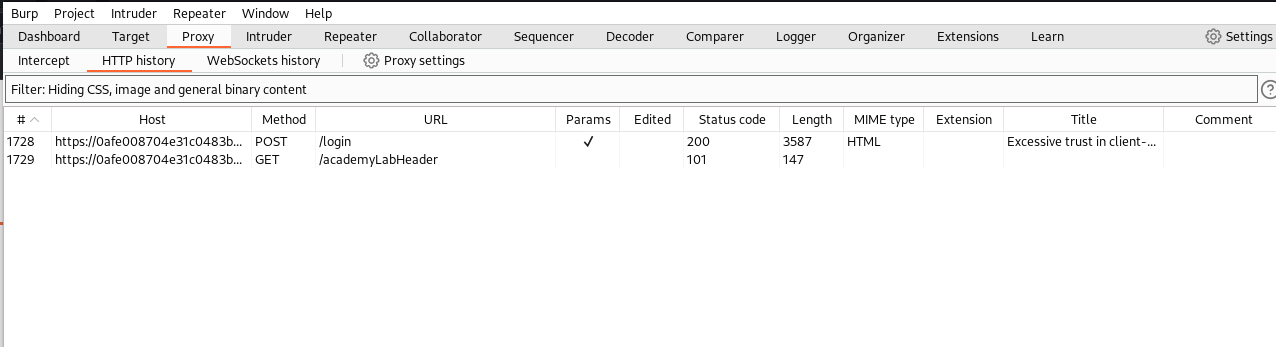 Burp Project Intruder Repeater Window Help
Dashboard Target Proxy Intruder Repeater Collaborator Sequencer Decoder Comparer Logger Organizer Extensions Learn Settings
Intercept HTTP history WebSockets history Proxy settings
Filter: Hiding CSS, image and general binary content ?
# Host Method URL Params Edited Status code Length MIME type Extension Title Comment
1728 https://0afe008704e31c0483b... POST /login ✓ 200 3587 HTML Excessive trust in client-...
1729 https://0afe008704e31c0483b... GET /academyLabHeader 101 147